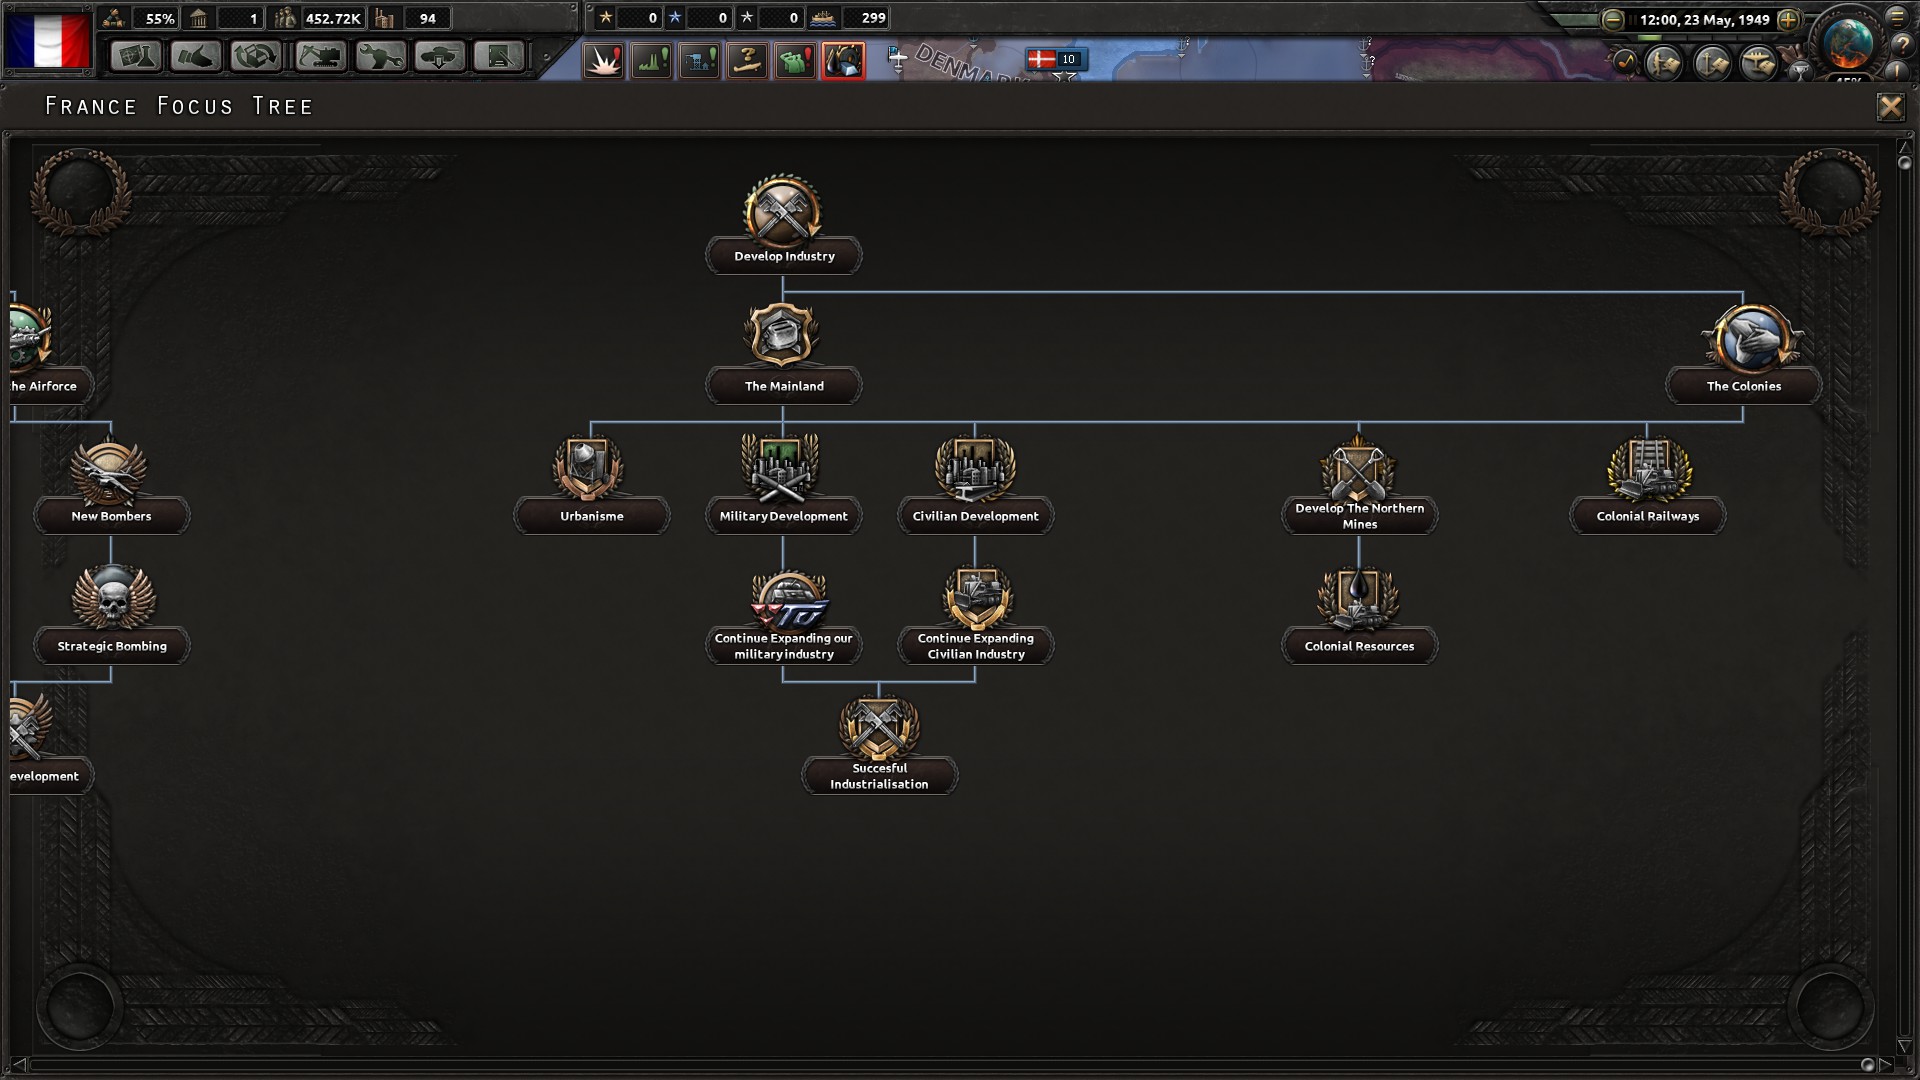 55%
1
452.72K
94
0
0
0
299
12:00, 23 May, 1949
DENMARK
10
FRANCE FOCUS TREE
Develop Industry
The Mainland
The Colonies
the Airforce
New Bombers
Urbanisme
Military Development
Civilian Development
Develop The Northern
Mines
Colonial Railways
Strategic Bombing
Continue Expanding our
military industry
Continue Expanding
Civilian Industry
Colonial Resources
evelopment
Succesful
Industrialisation